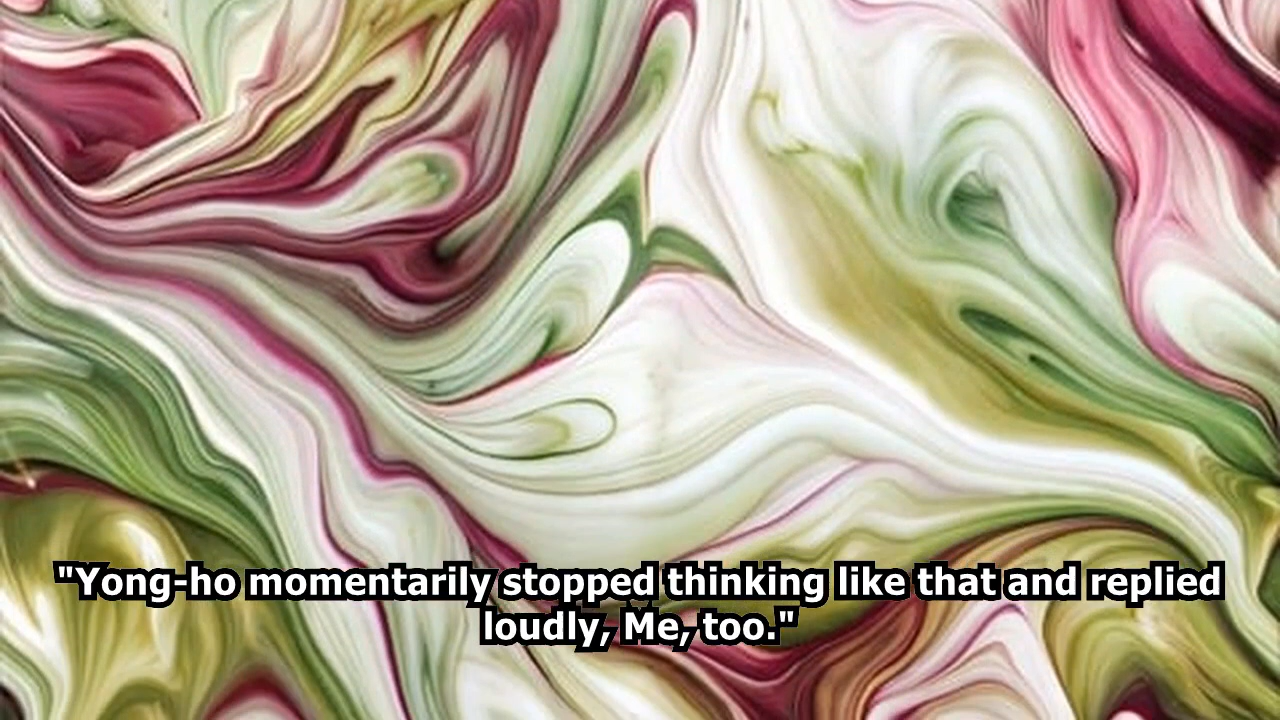 "Yong-ho momentarily stopped thinking like that and replied
loudly, Me, too."